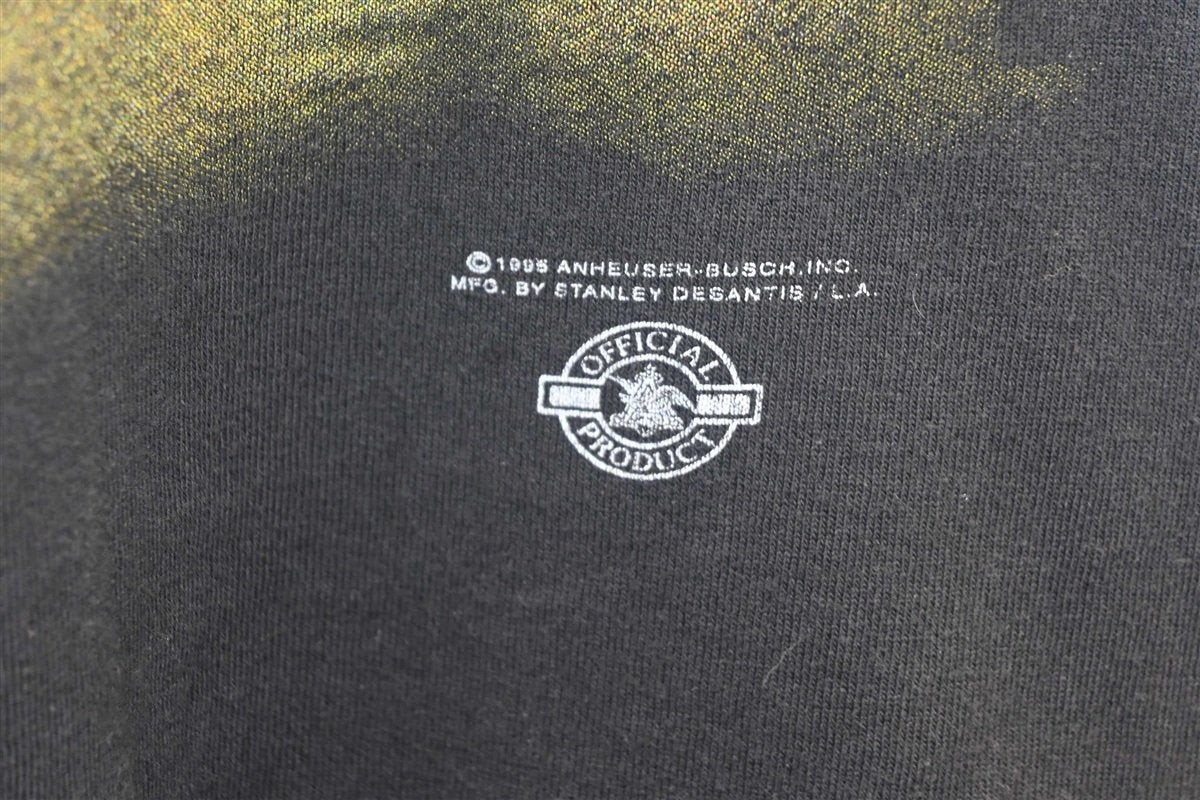 © 1995 ANHEUSER-BUSCH, INC.
MFG. BY STANLEY DESANTIS / L.A.
OFFICIAL
PRODUCT